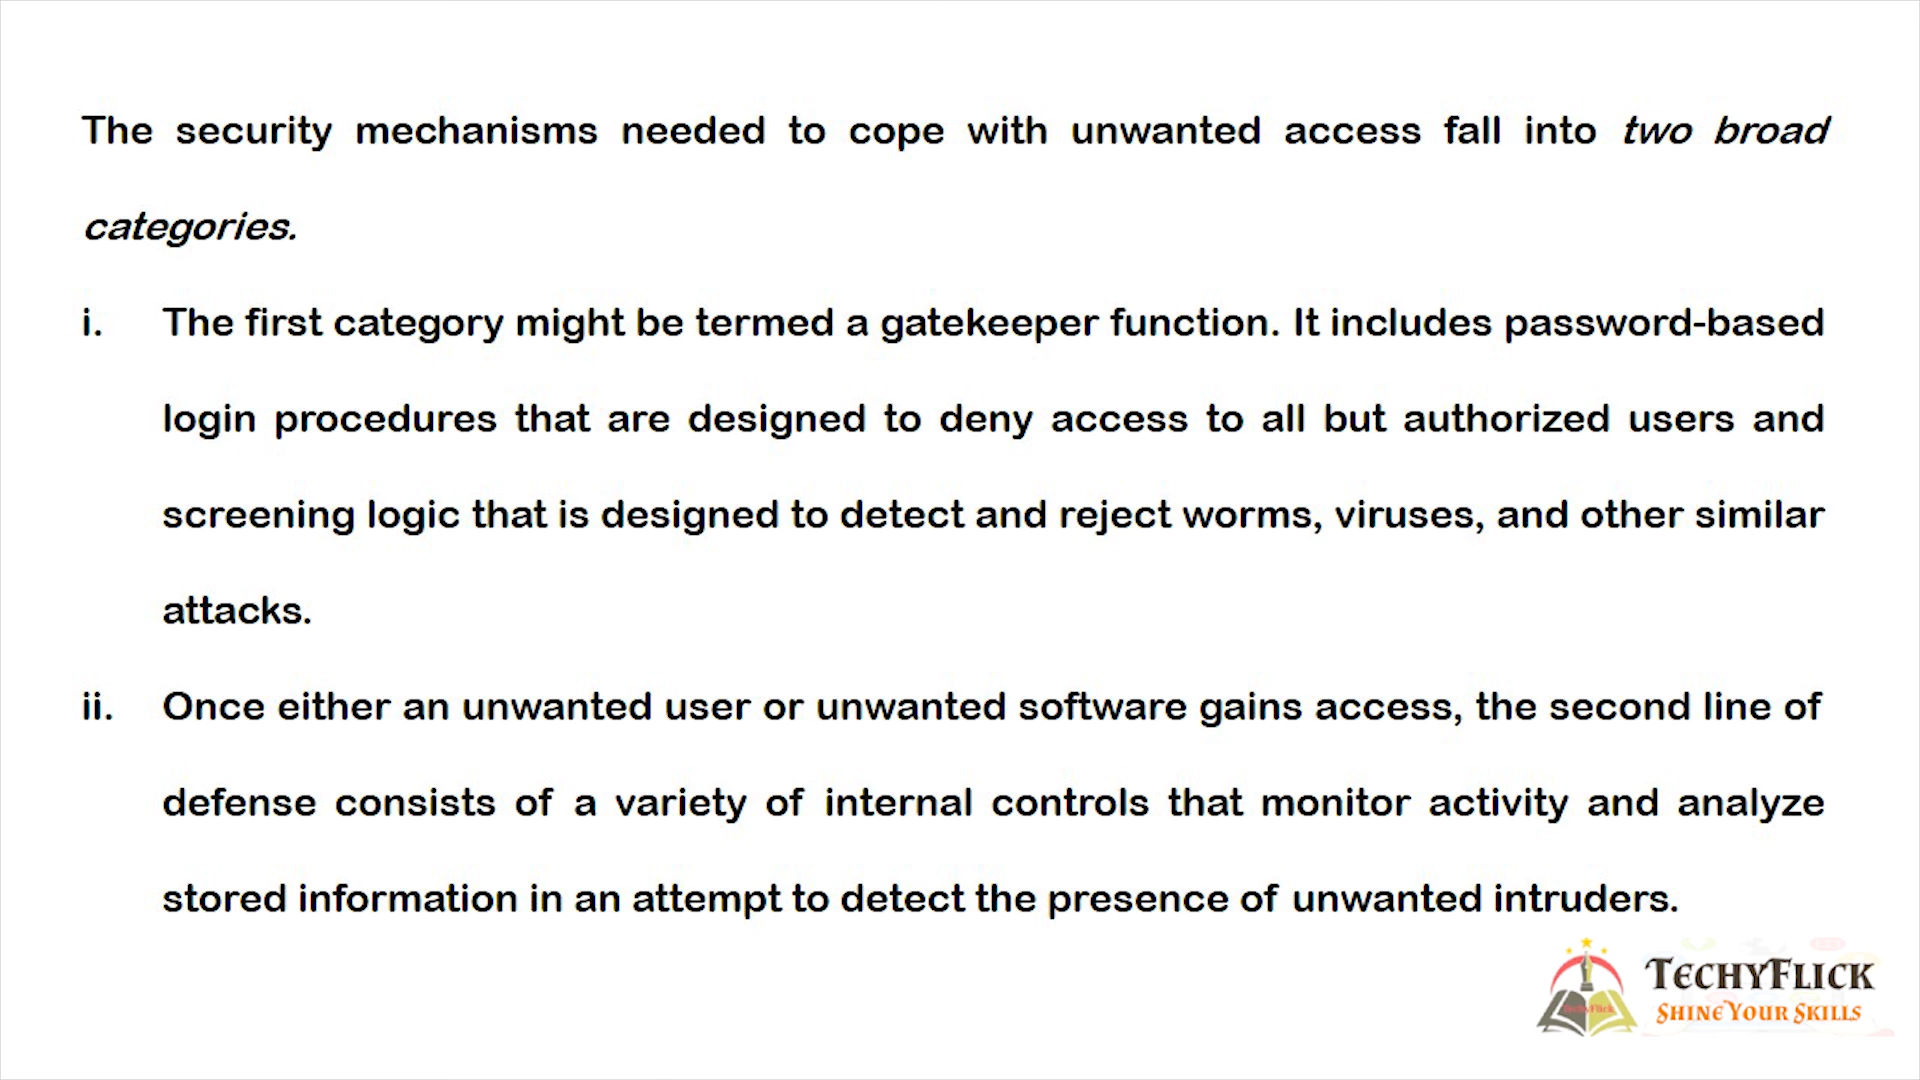 The security mechanisms needed to cope with unwanted access fall into two broad
categories.
i. The first category might be termed a gatekeeper function. It includes password-based
login procedures that are designed to deny access to all but authorized users and
screening logic that is designed to detect and reject worms, viruses, and other similar
attacks.
ii. Once either an unwanted user or unwanted software gains access, the second line of
defense consists of a variety of internal controls that monitor activity and analyze
stored information in an attempt to detect the presence of unwanted intruders.
TECHYFLICK
SHINE YOUR SKILLS
TechyFlick